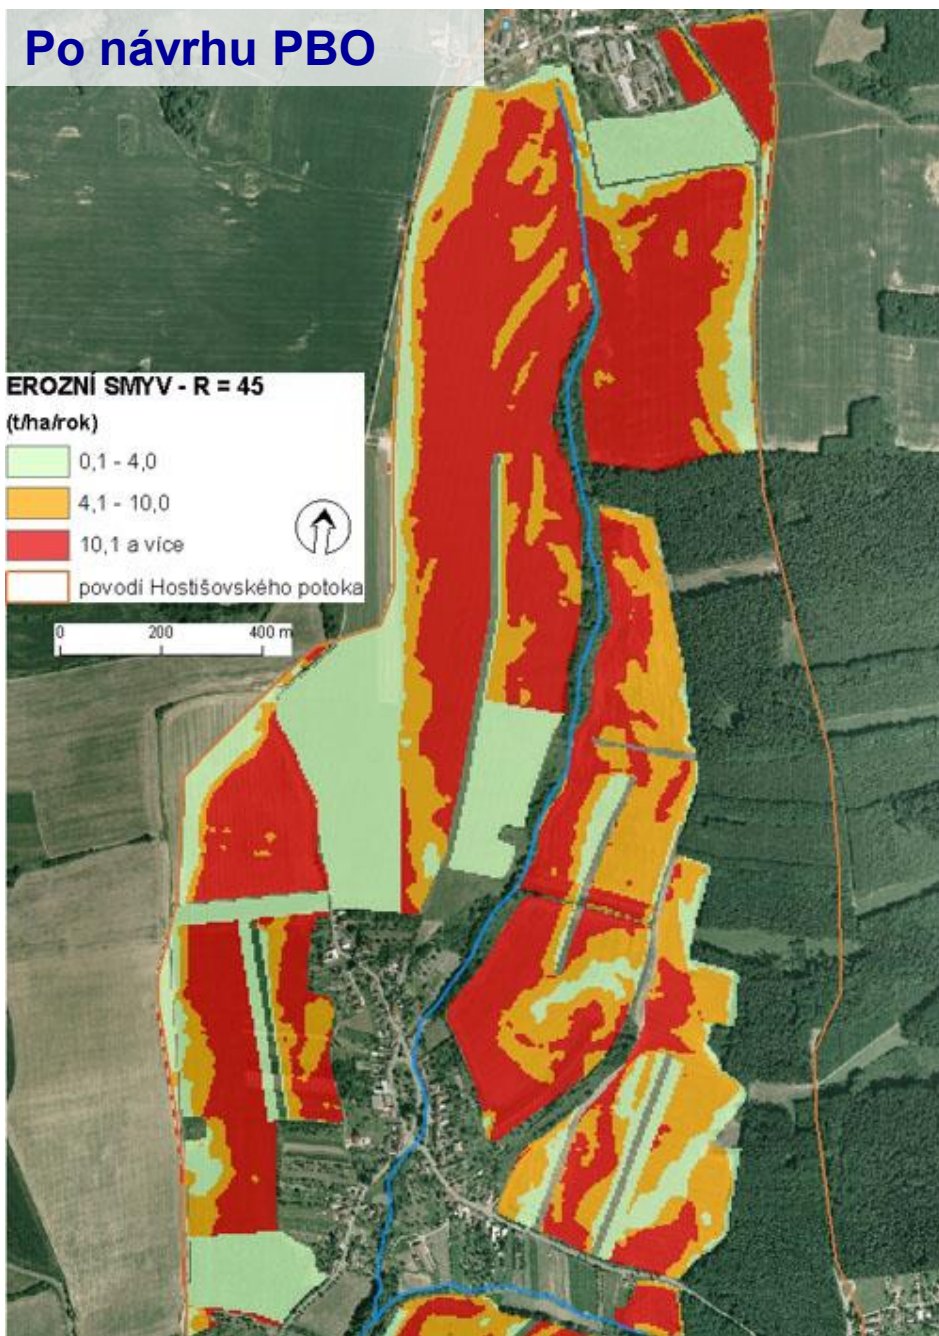 Po návrhu PBO
EROZNÍ SMYV - R = 45
(t/ha/rok)
0,1 - 4,0
4,1 - 10,0
10,1 a více
povodí Hostišovského potoka
0 200 400 m